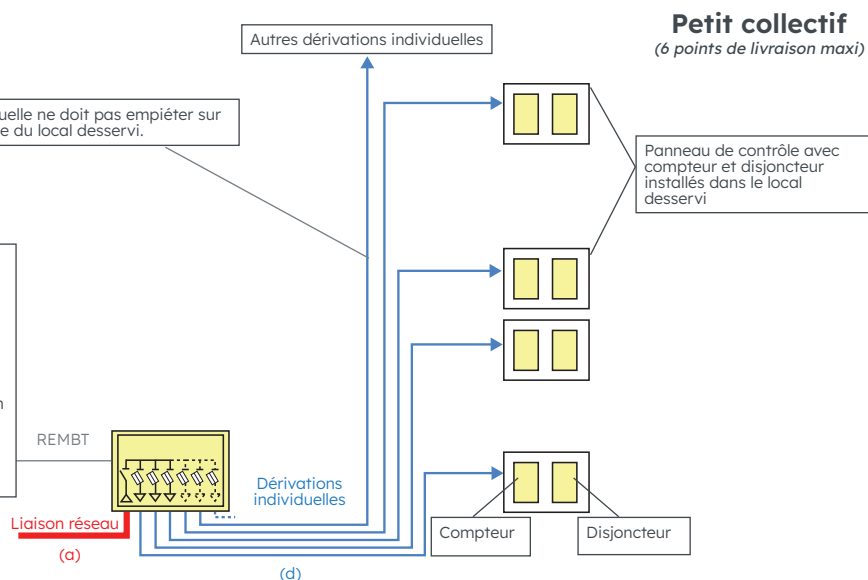 Petit collectif
(6 points de livraison maxi)
Autres dérivations individuelles
uelle ne doit pas empiéter sur
e du local desservi.
Panneau de contrôle avec
compteur et disjoncteur
installés dans le local
desservi
n
REMBT
Dérivations
individuelles
Liaison réseau
(a)
Compteur
Disjoncteur
(d)